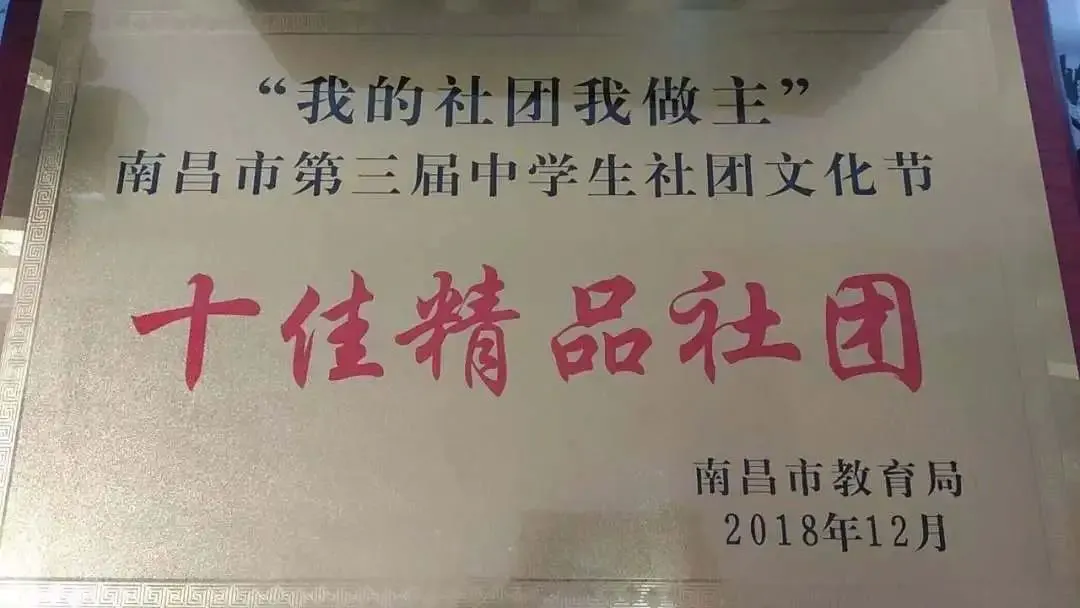 “我的社团我做主”
南昌市第三届中学生社团文化节
十佳精品社团
南昌市教育局
2018年12月